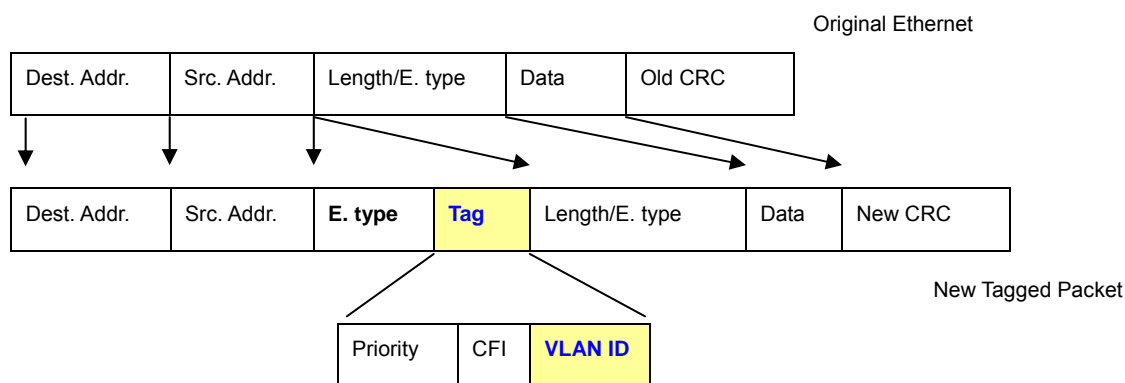 Original Ethernet
Dest. Addr. Src. Addr. Length/E. type Data Old CRC
Dest. Addr. Src. Addr. E. type Tag Length/E. type Data New CRC
New Tagged Packet
Priority CFI VLAN ID